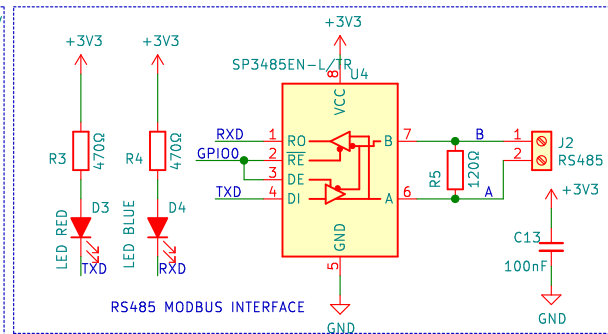 +3V3
+3V3
+3V3
SP3485EN-L/TR
U4
8
VCC
R3
470Ω
R4
470Ω
RXD
1
RO
GPIO0
2
RE
3
DE
TXD
4
DI
B
7
A
6
GND
5
GND
R5
120Ω
B
A
1
2
J2
RS485
+3V3
C13
100nF
GND
D3
LED RED
TXD
D4
LED BLUE
RXD
RS485 MODBUS INTERFACE